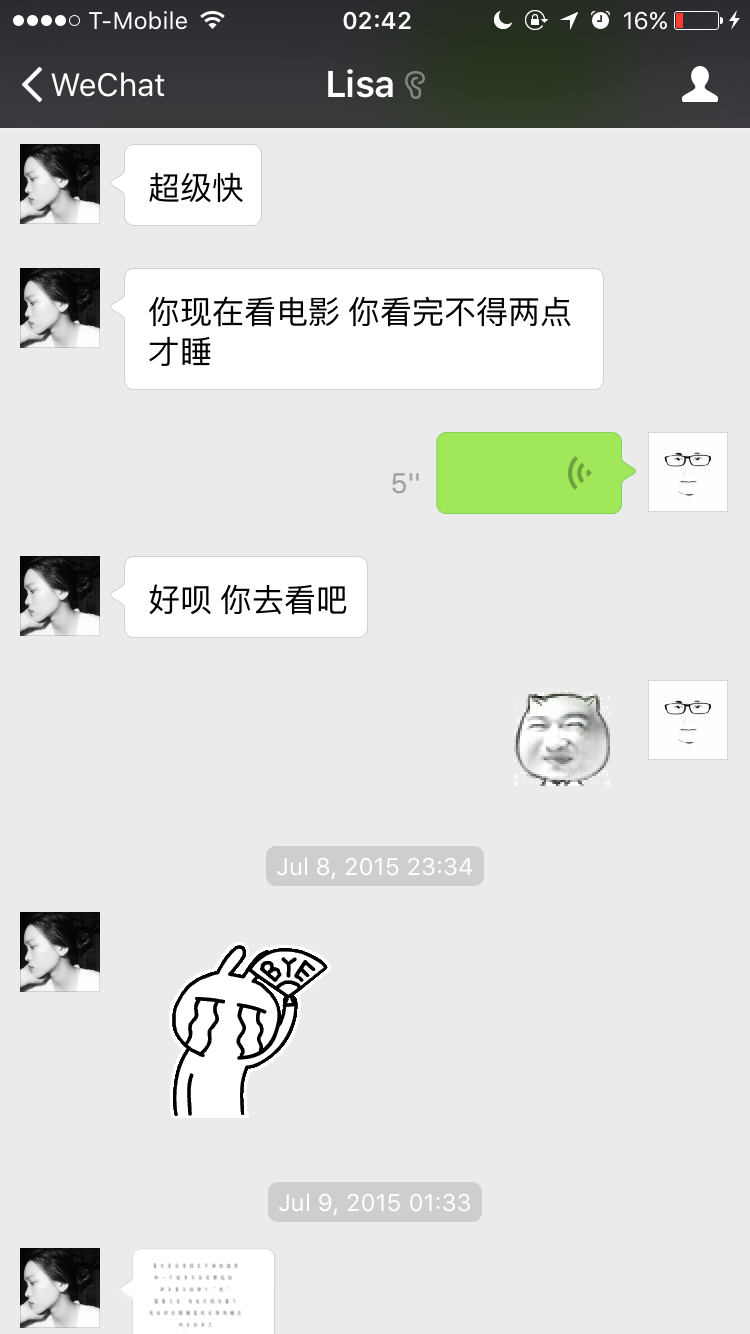 T-Mobile 02:42 16%
WeChat Lisa
超级快
你现在看电影 你看完不得两点
才睡
5''
好呗 你去看吧
Jul 8, 2015 23:34
BYE
Jul 9, 2015 01:33